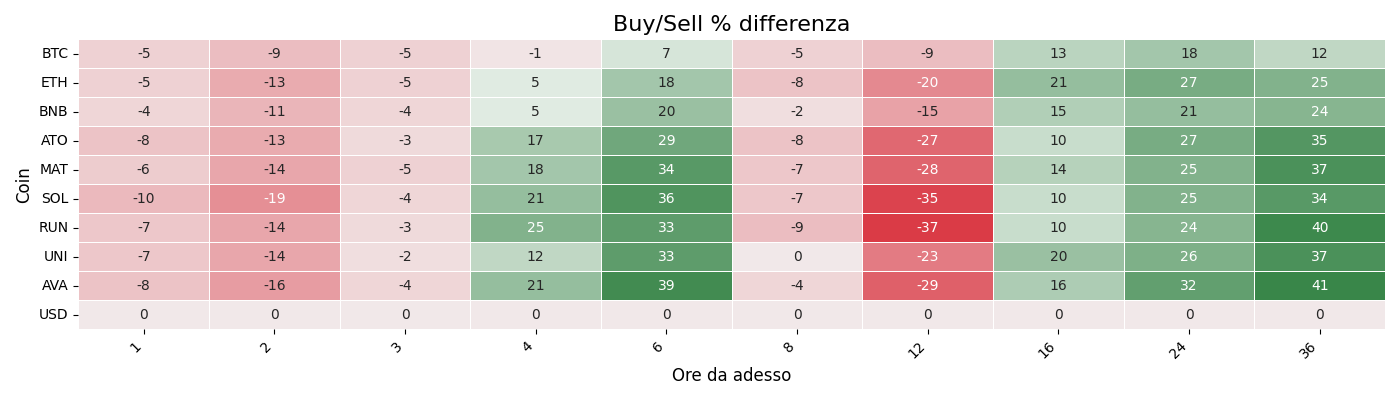 Buy/Sell % differenza
Coin
BTC -5 -9 -5 -1 7 -5 -9 13 18 12
ETH -5 -13 -5 5 18 -8 -20 21 27 25
BNB -4 -11 -4 5 20 -2 -15 15 21 24
ATO -8 -13 -3 17 29 -8 -27 10 27 35
MAT -6 -14 -5 18 34 -7 -28 14 25 37
SOL -10 -19 -4 21 36 -7 -35 10 25 34
RUN -7 -14 -3 25 33 -9 -37 10 24 40
UNI -7 -14 -2 12 33 0 -23 20 26 37
AVA -8 -16 -4 21 39 -4 -29 16 32 41
USD 0 0 0 0 0 0 0 0 0 0
1 2 3 4 6 8 12 16 24 36
Ore da adesso